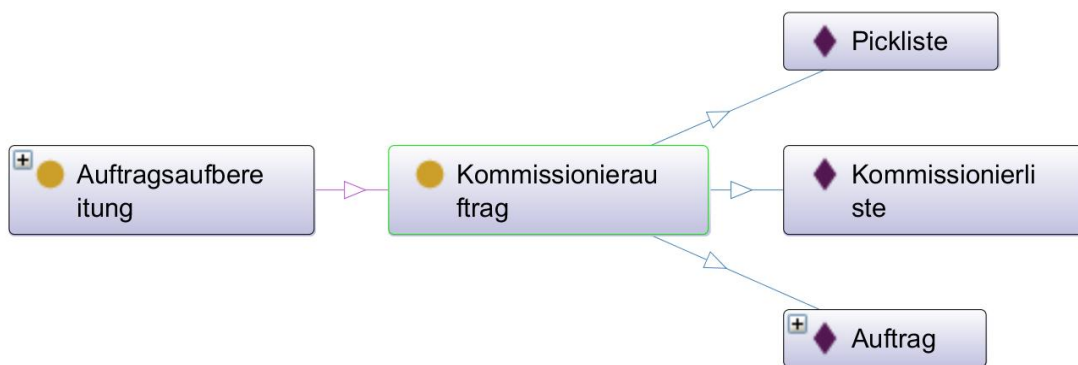 Pickliste
Auftragsaufbere
itung
Kommissionierau
ftrag
Kommissionierli
ste
Auftrag